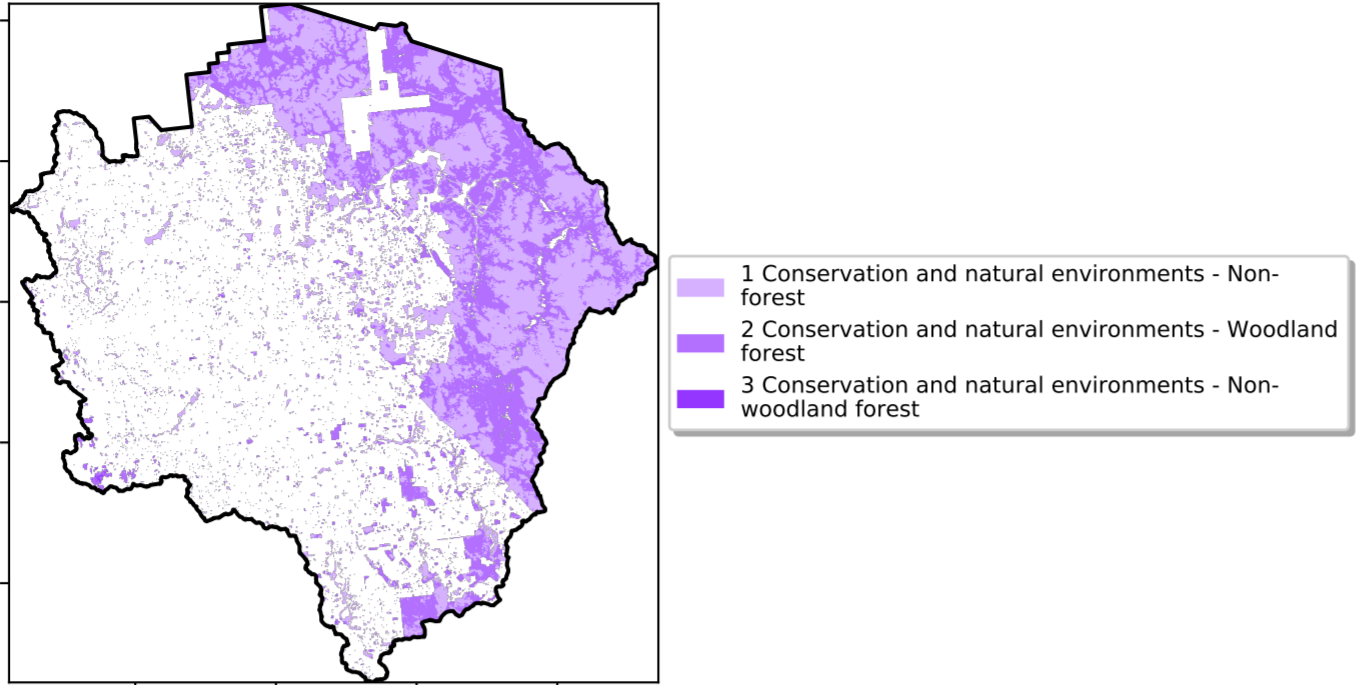 1 Conservation and natural environments - Non-
forest
2 Conservation and natural environments - Woodland
forest
3 Conservation and natural environments - Non-
woodland forest